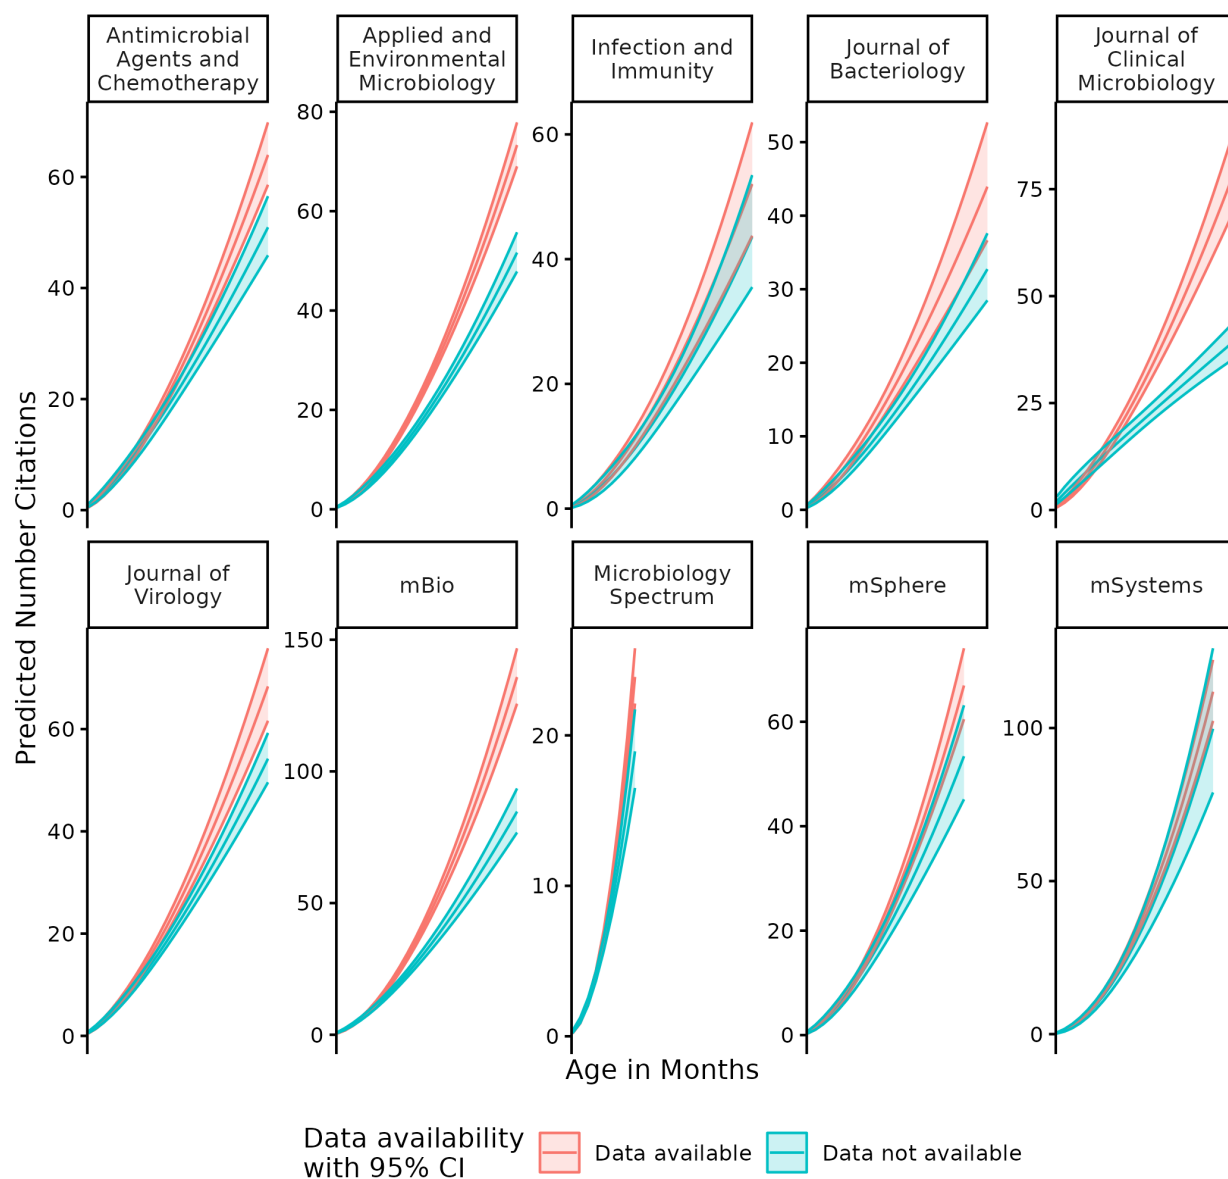 Antimicrobial
Agents and
Chemotherapy
Applied and
Environmental
Microbiology
Infection and
Immunity
Journal of
Bacteriology
Journal of
Clinical
Microbiology
60
40
20
0
80
60
40
20
0
60
40
20
0
50
40
30
20
10
0
75
50
25
0
Predicted Number Citations
Journal of
Virology
mBio
Microbiology
Spectrum
mSphere
mSystems
60
40
20
0
150
100
50
0
20
10
0
60
40
20
0
100
50
0
Age in Months
Data availability
with 95% CI
Data available
Data not available